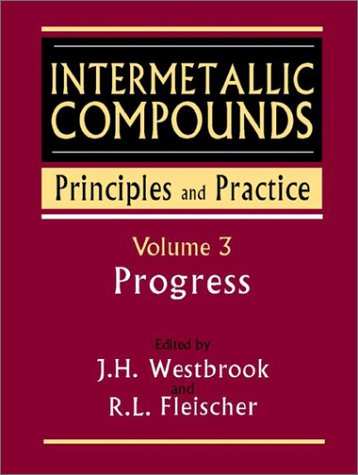 INTERMETALLIC
COMPOUNDS
Principles and Practice
Volume 3
Progress
Edited by
J.H. Westbrook
and
R.L. Fleischer